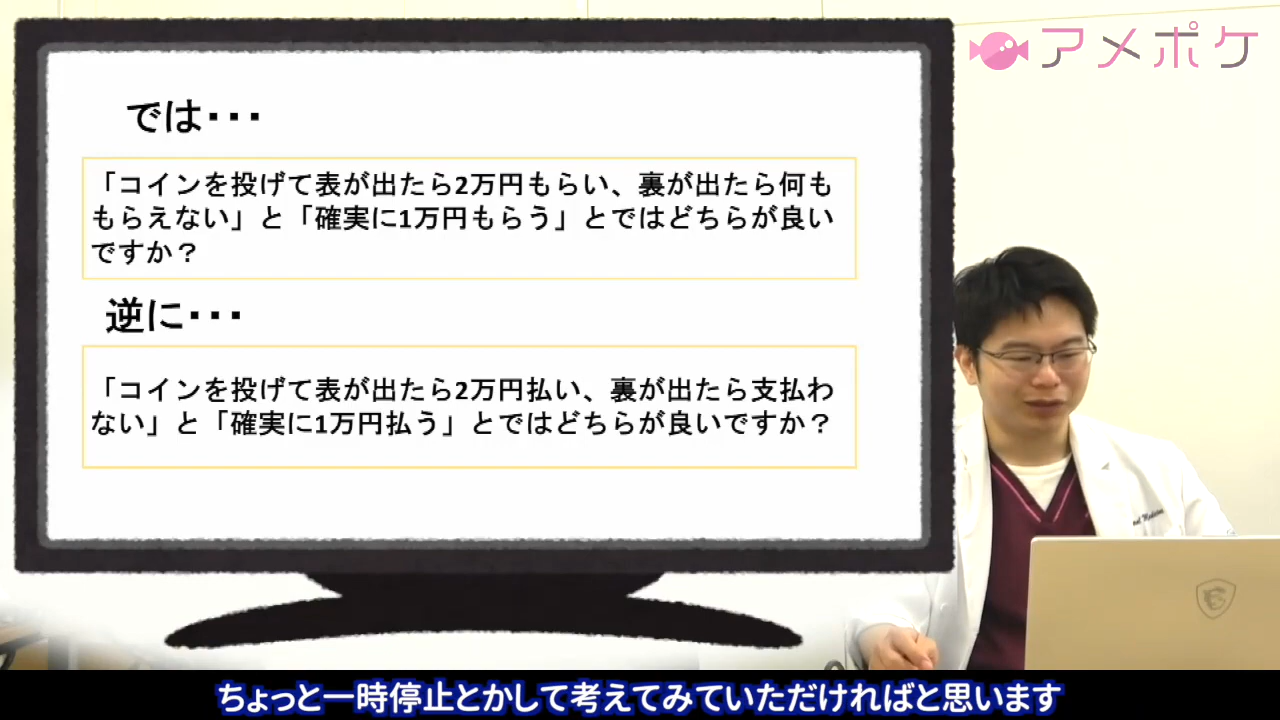 アメポケ
では・・・
「コインを投げて表が出たら2万円もらい、裏が出たら何も
もらえない」と「確実に1万円もらう」とではどちらが良い
ですか？
逆に・・・
「コインを投げて表が出たら2万円払い、裏が出たら支払わ
ない」と「確実に1万円払う」とではどちらが良いですか？
ちょっと一時停止とかして考えてみていただければと思います